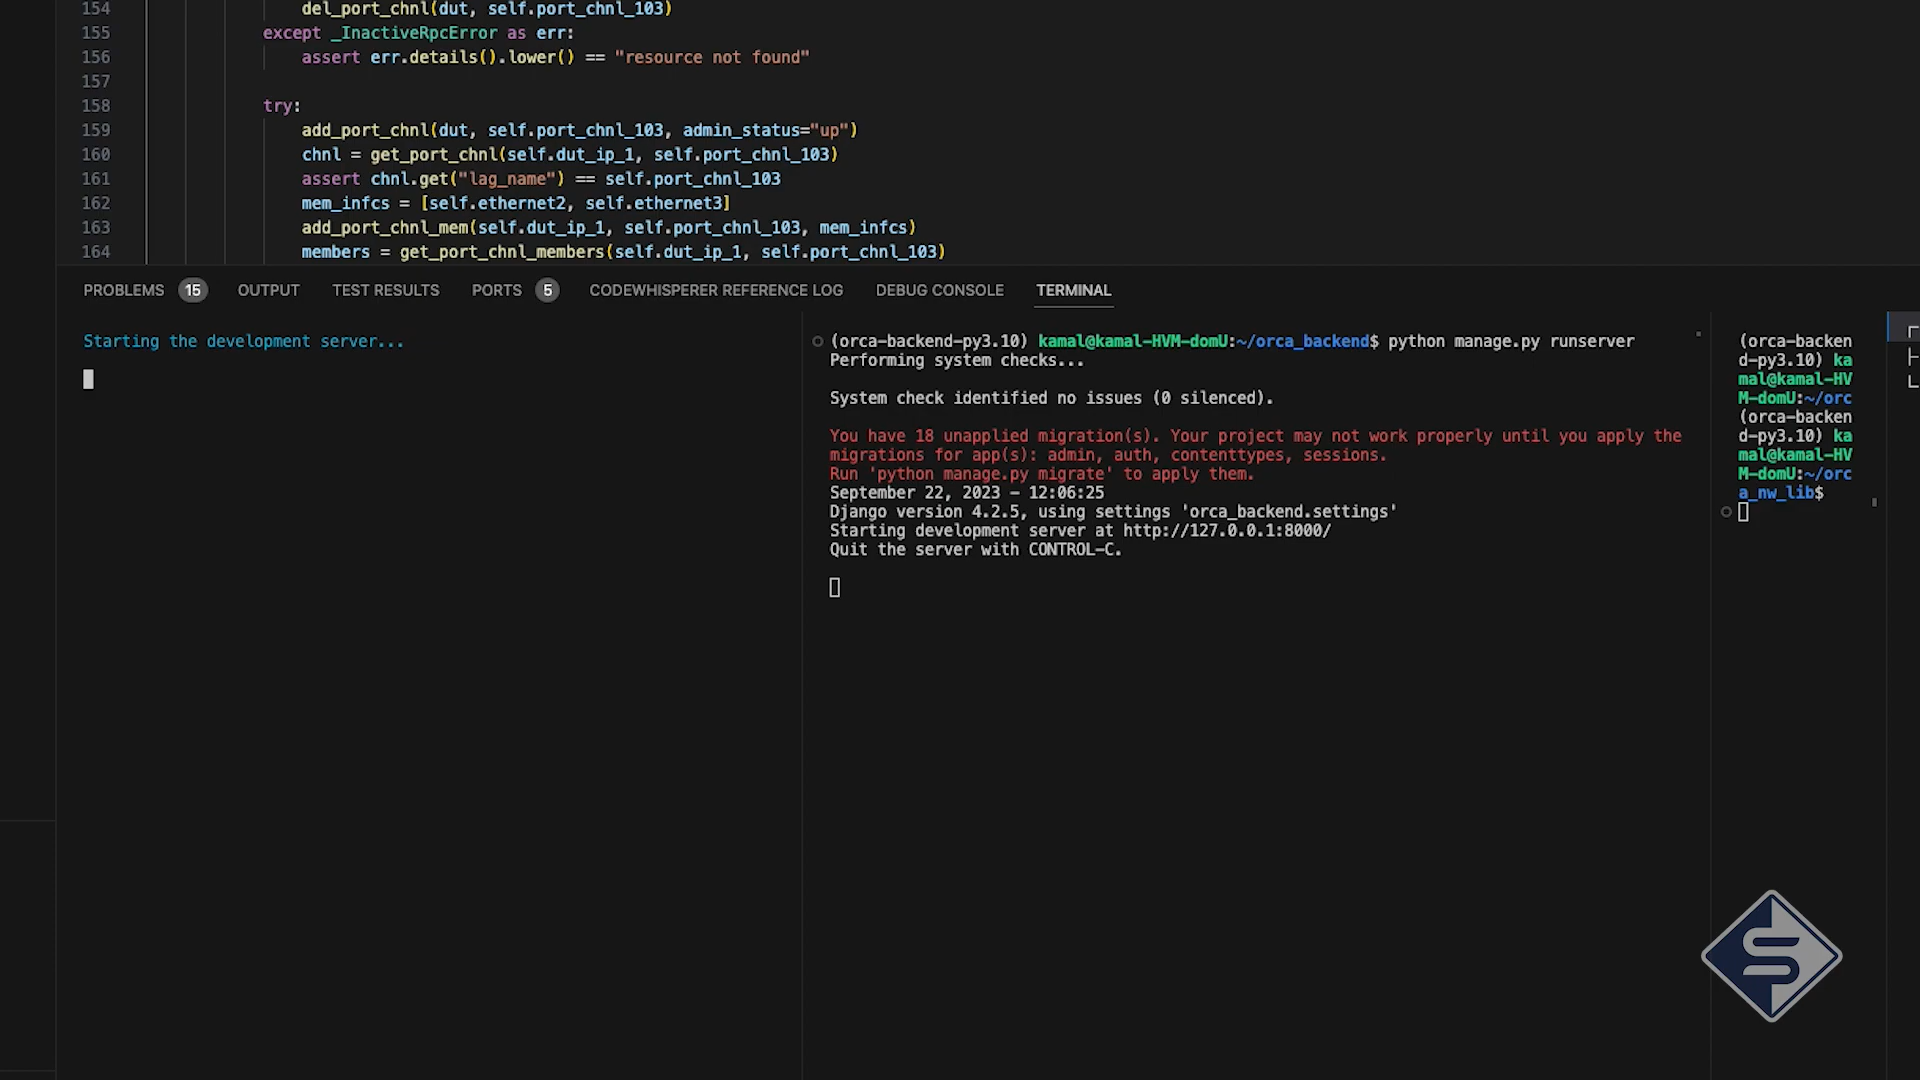 154 del_port_chnl(dut, self.port_chnl_103)
155 except _InactiveRpcError as err:
156 assert err.details().lower() == "resource not found"
157
158 try:
159 add_port_chnl(dut, self.port_chnl_103, admin_status="up")
160 chnl = get_port_chnl(self.dut_ip_1, self.port_chnl_103)
161 assert chnl.get("lag_name") == self.port_chnl_103
162 mem_infcs = [self.ethernet2, self.ethernet3]
163 add_port_chnl_mem(self.dut_ip_1, self.port_chnl_103, mem_infcs)
164 members = get_port_chnl_members(self.dut_ip_1, self.port_chnl_103)
PROBLEMS 15 OUTPUT TEST RESULTS PORTS 5 CODEWHISPERER REFERENCE LOG DEBUG CONSOLE TERMINAL
Starting the development server...
(orca-backend-py3.10) kamal@kamal-HVM-domU:~/orca_backend$ python manage.py runserver
Performing system checks...
System check identified no issues (0 silenced).
You have 18 unapplied migration(s). Your project may not work properly until you apply the
migrations for app(s): admin, auth, contenttypes, sessions.
Run 'python manage.py migrate' to apply them.
September 22, 2023 - 12:06:25
Django version 4.2.5, using settings 'orca_backend.settings'
Starting development server at http://127.0.0.1:8000/
Quit the server with CONTROL-C.
(orca-backen
d-py3.10) ka
mal@kamal-HV
M-domU:~/orc
(orca-backen
d-py3.10) ka
mal@kamal-HV
M-domU:~/orc
a_nw_lib$